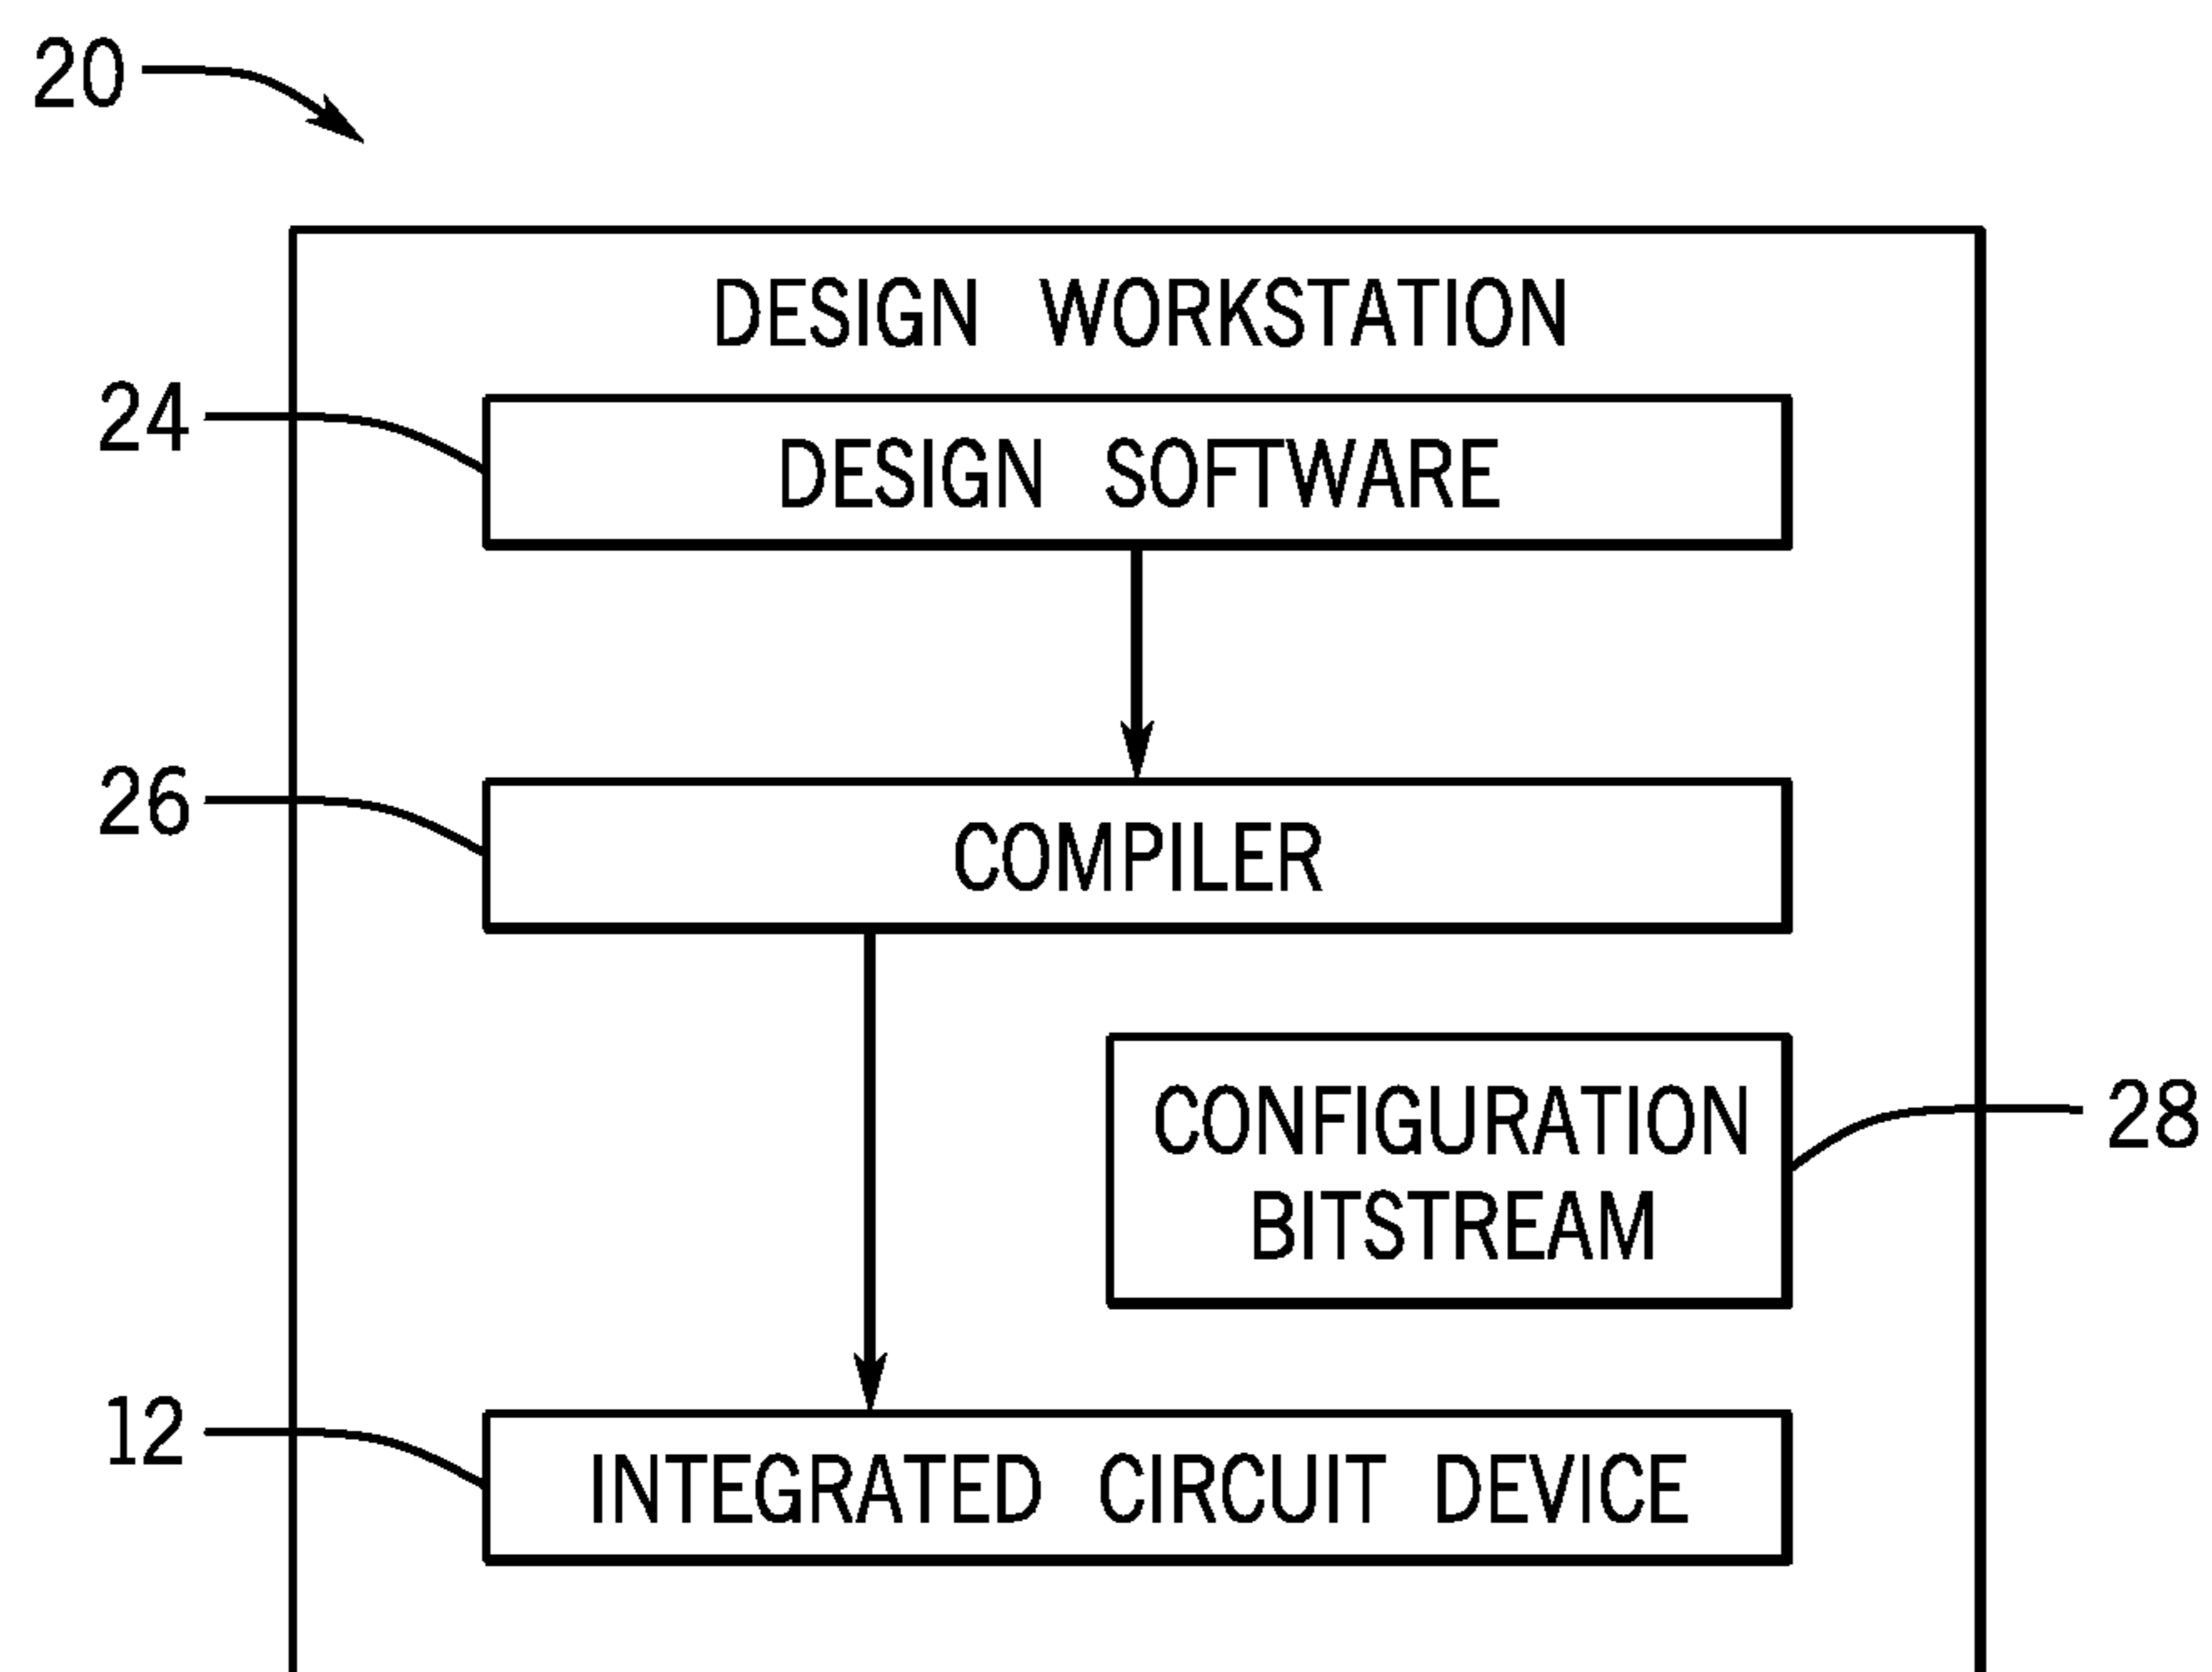 20
DESIGN WORKSTATION
24
DESIGN SOFTWARE
26
COMPILER
CONFIGURATION
BITSTREAM
28
12
INTEGRATED CIRCUIT DEVICE